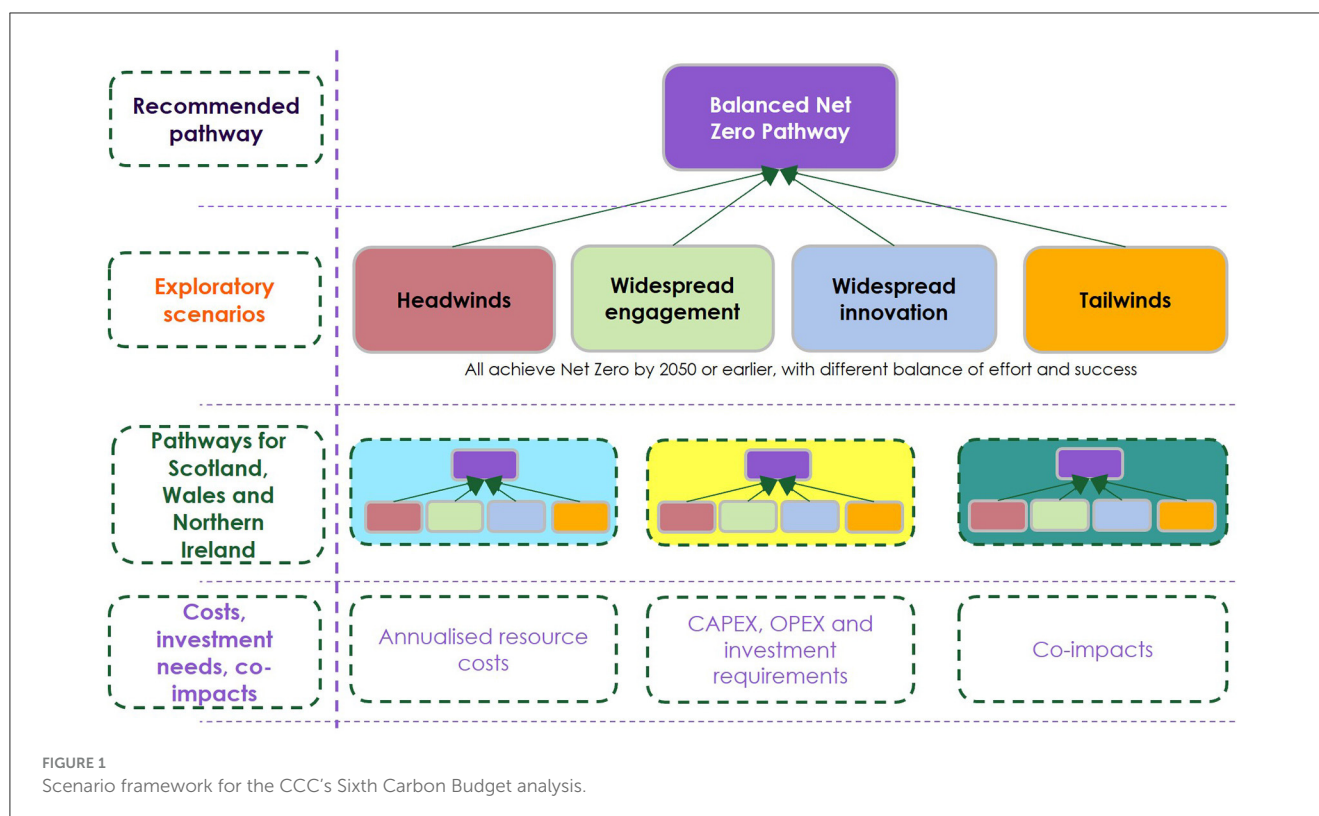 Recommended
pathway
Balanced Net
Zero Pathway
Exploratory
scenarios
Headwinds
Widespread
engagement
Widespread
innovation
Tailwinds
All achieve Net Zero by 2050 or earlier, with different balance of effort and success
Pathways for
Scotland,
Wales and
Northern
Ireland
Costs,
investment
needs, co-
impacts
Annualised resource
costs
CAPEX, OPEX and
investment
requirements
Co-impacts
FIGURE 1
Scenario framework for the CCC's Sixth Carbon Budget analysis.